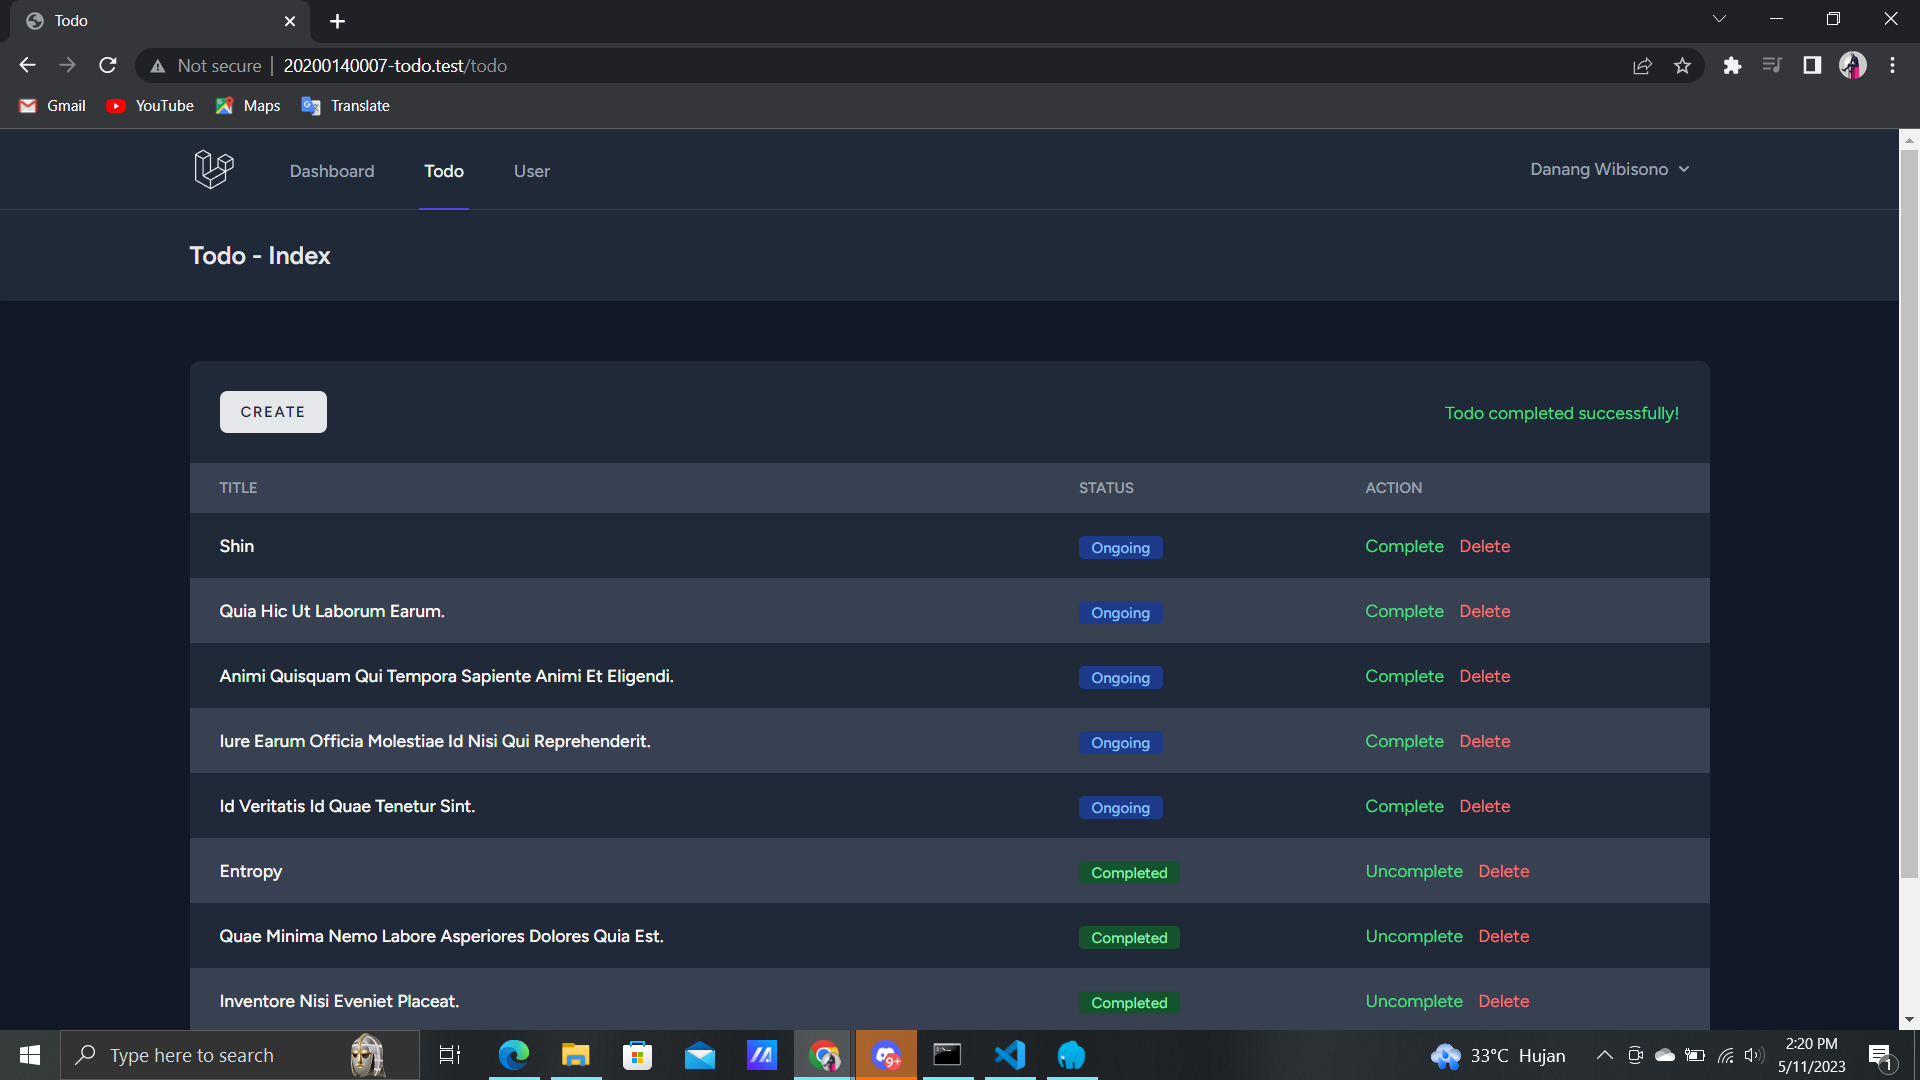 Todo
Not secure | 20200140007-todo.test/todo
Gmail YouTube Maps Translate
Dashboard Todo User Danang Wibisono
Todo - Index
CREATE Todo completed successfully!
TITLE STATUS ACTION
Shin Ongoing Complete Delete
Quia Hic Ut Laborum Earum. Ongoing Complete Delete
Animi Quisquam Qui Tempora Sapiente Animi Et Eligendi. Ongoing Complete Delete
Iure Earum Officia Molestiae Id Nisi Qui Reprehenderit. Ongoing Complete Delete
Id Veritatis Id Quae Tenetur Sint. Ongoing Complete Delete
Entropy Completed Uncomplete Delete
Quae Minima Nemo Labore Asperiores Dolores Quia Est. Completed Uncomplete Delete
Inventore Nisi Eveniet Placeat. Completed Uncomplete Delete
Type here to search 9+ 33°C Hujan 2:20 PM
5/11/2023 1